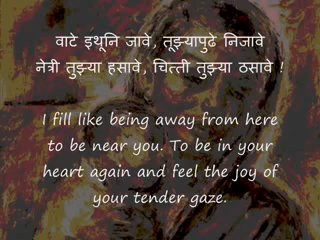 वाटे इथूनि जावे, तूझ्यापुढे निजावे
नेत्री तुझ्या हसावे, चित्ती तुझ्या ठसावे !
I fill like being away from here
to be near you. To be in your
heart again and feel the joy of
your tender gaze.